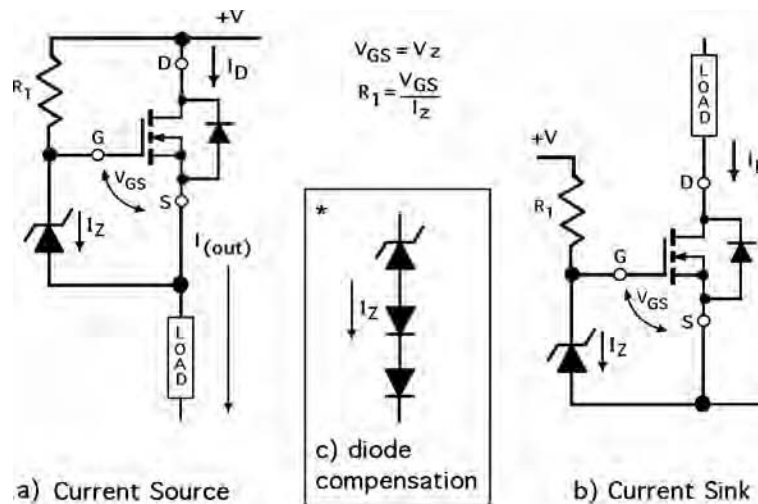 +V
D
I_D
R_1
G
V_GS
S
I_Z
I_(out)
LOAD
a) Current Source
V_GS = V_Z
R_1 = V_GS / I_Z
*
I_Z
c) diode
compensation
LOAD
+V
D
R_1
G
V_GS
S
I_Z
b) Current Sink